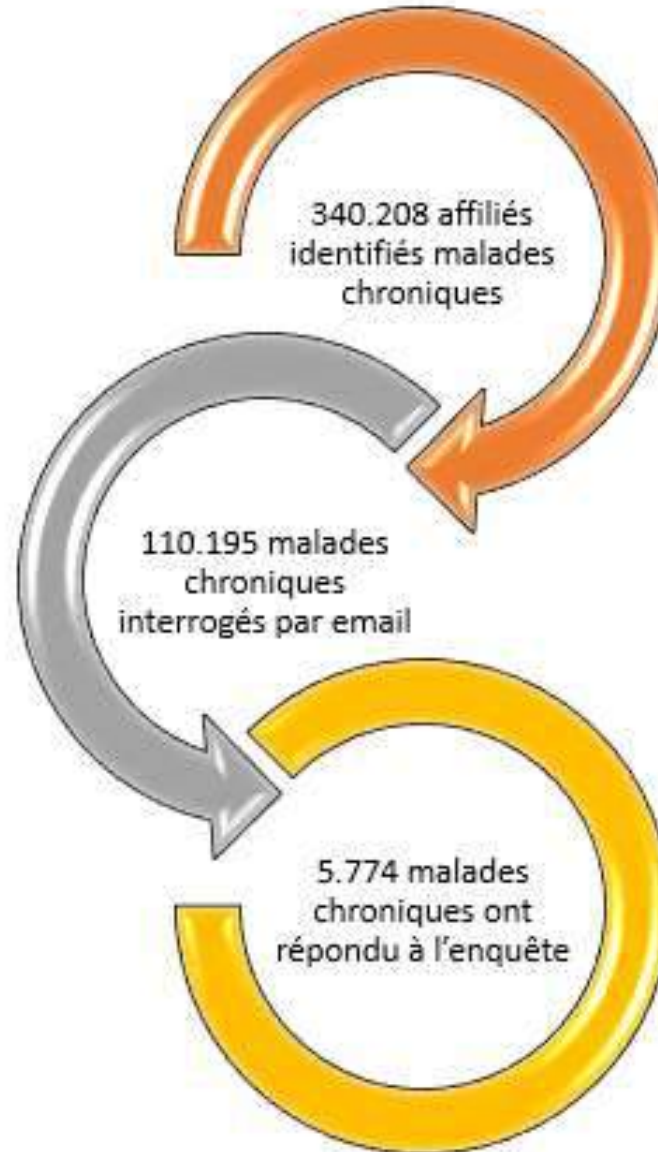 340.208 affiliés
identifiés malades
chroniques
110.195 malades
chroniques
interrogés par email
5.774 malades
chroniques ont
répondu à l'enquête